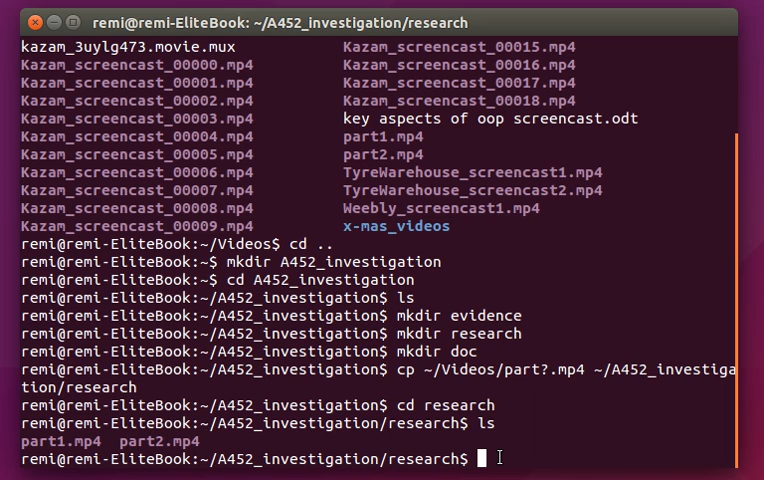 remi@remi-EliteBook: ~/A452_investigation/research
kazam_3uylg473.movie.mux Kazam_screencast_00015.mp4
Kazam_screencast_00000.mp4 Kazam_screencast_00016.mp4
Kazam_screencast_00001.mp4 Kazam_screencast_00017.mp4
Kazam_screencast_00002.mp4 Kazam_screencast_00018.mp4
Kazam_screencast_00003.mp4 key aspects of oop screencast.odt
Kazam_screencast_00004.mp4 part1.mp4
Kazam_screencast_00005.mp4 part2.mp4
Kazam_screencast_00006.mp4 TyreWarehouse_screencast1.mp4
Kazam_screencast_00007.mp4 TyreWarehouse_screencast2.mp4
Kazam_screencast_00008.mp4 Weebly_screencast1.mp4
Kazam_screencast_00009.mp4 x-mas_videos
remi@remi-EliteBook:~/Videos$ cd ..
remi@remi-EliteBook:~$ mkdir A452_investigation
remi@remi-EliteBook:~$ cd A452_investigation
remi@remi-EliteBook:~/A452_investigation$ ls
remi@remi-EliteBook:~/A452_investigation$ mkdir evidence
remi@remi-EliteBook:~/A452_investigation$ mkdir research
remi@remi-EliteBook:~/A452_investigation$ mkdir doc
remi@remi-EliteBook:~/A452_investigation$ cp ~/Videos/part?.mp4 ~/A452_investiga
tion/research
remi@remi-EliteBook:~/A452_investigation$ cd research
remi@remi-EliteBook:~/A452_investigation/research$ ls
part1.mp4 part2.mp4
remi@remi-EliteBook:~/A452_investigation/research$